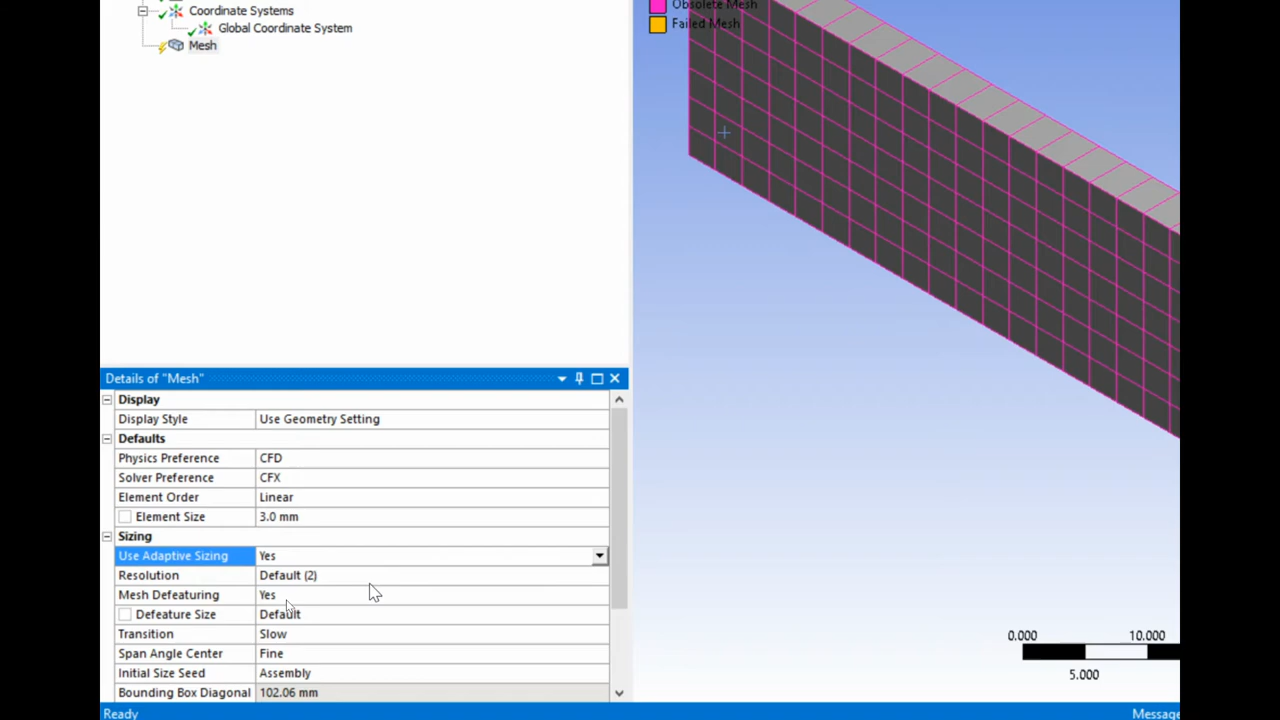 Coordinate Systems
Global Coordinate System
Mesh
Obsolete Mesh
Failed Mesh
Details of "Mesh"
Display
Display Style Use Geometry Setting
Defaults
Physics Preference CFD
Solver Preference CFX
Element Order Linear
Element Size 3.0 mm
Sizing
Use Adaptive Sizing Yes
Resolution Default (2)
Mesh Defeaturing Yes
Defeature Size Default
Transition Slow
Span Angle Center Fine
Initial Size Seed Assembly
Bounding Box Diagonal 102.06 mm
0.000 10.000
5.000
Ready
Message